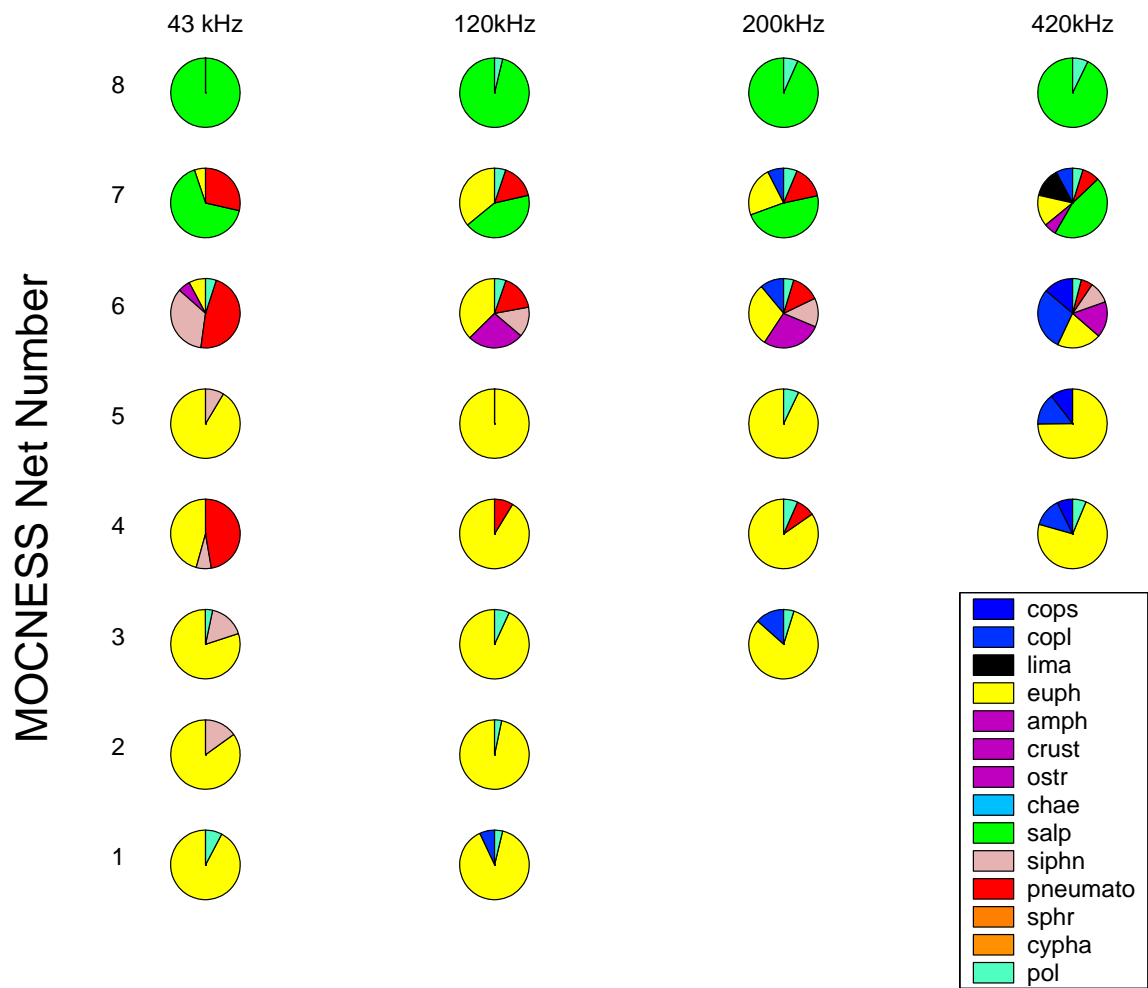 43 kHz 120kHz 200kHz 420kHz
MOCNESS Net Number
8
7
6
5
4
3
2
1
cops
copl
lima
euph
amph
crust
ostr
chae
salp
siphn
pneumato
sphr
cypha
pol